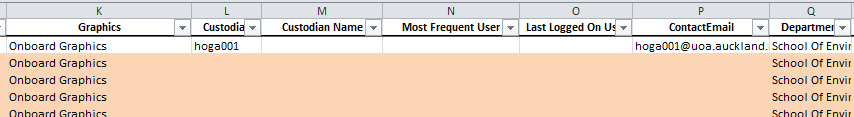 K L M N O P Q
Graphics Custodia Custodian Name Most Frequent User Last Logged On Us ContactEmail Departmen
Onboard Graphics hoga001 hoga001@uoa.auckland. School Of Envir
Onboard Graphics School Of Envir
Onboard Graphics School Of Envir
Onboard Graphics School Of Envir
Onboard Graphics School Of Envir